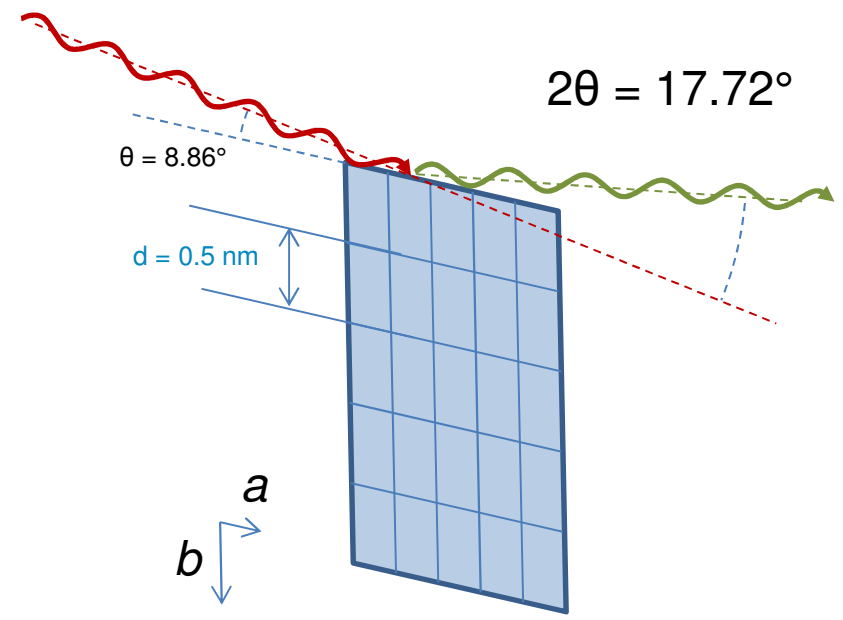 2θ = 17.72°
θ = 8.86°
d = 0.5 nm
a
b